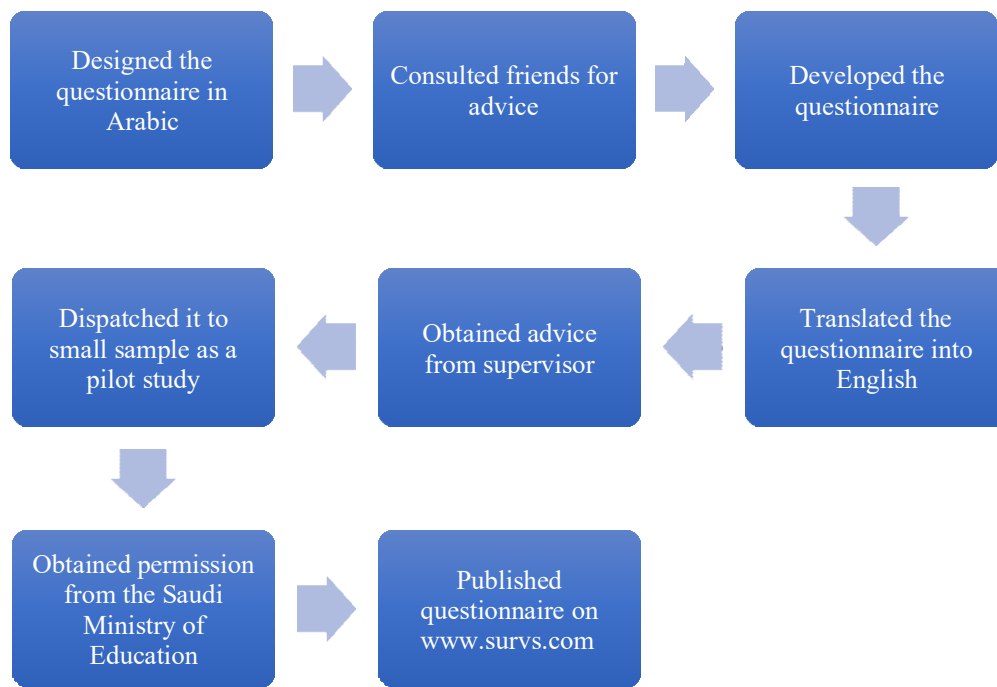 Designed the
questionnaire in
Arabic
Consulted friends for
advice
Developed the
questionnaire
Translated the
questionnaire into
English
Obtained advice
from supervisor
Dispatched it to
small sample as a
pilot study
Obtained permission
from the Saudi
Ministry of
Education
Published
questionnaire on
www.survs.com